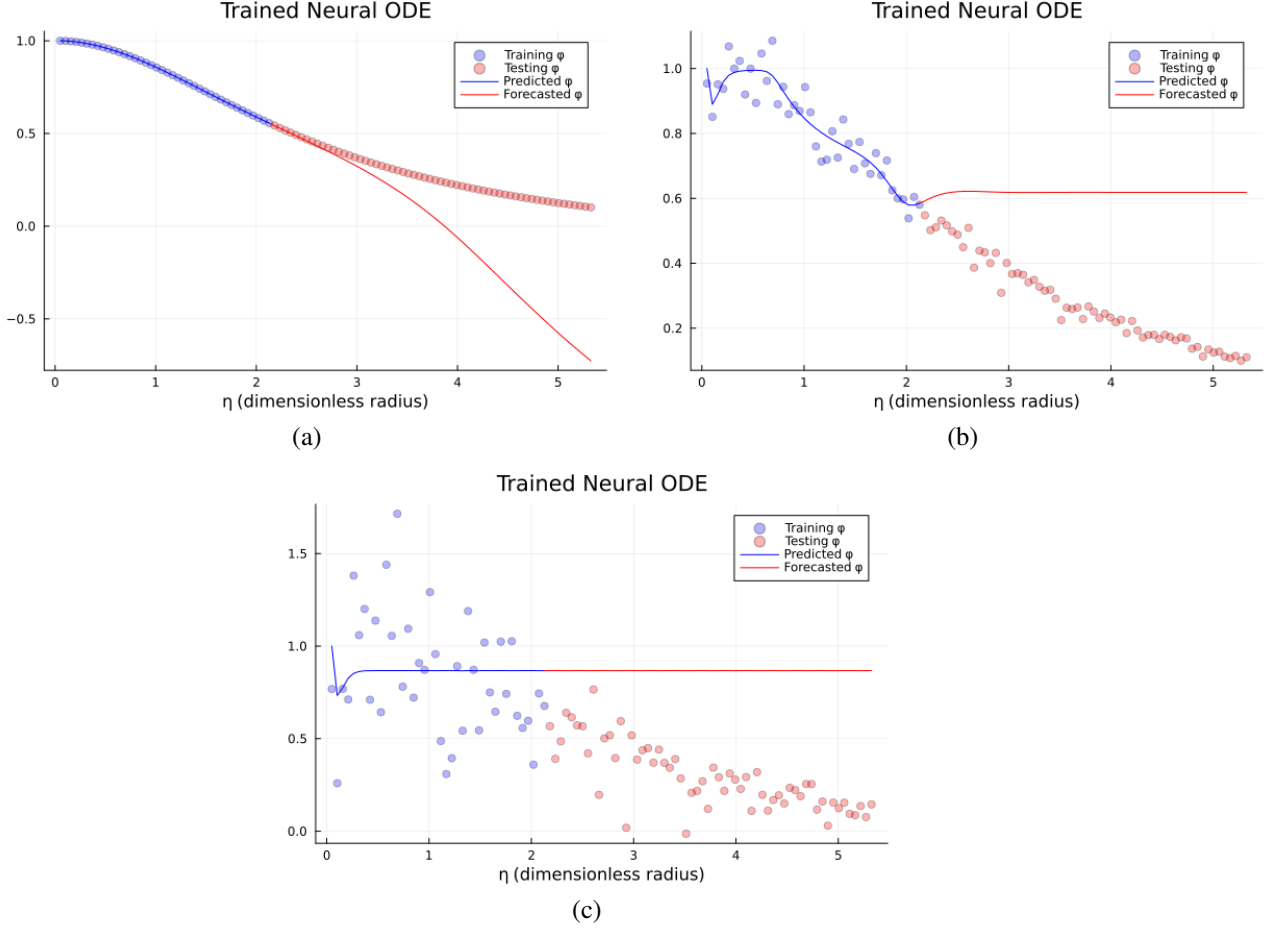 Trained Neural ODE
1.0
0.5
0.0
−0.5
0 1 2 3 4 5
η (dimensionless radius)
Training φ
Testing φ
Predicted φ
Forecasted φ
(a)
Trained Neural ODE
1.0
0.8
0.6
0.4
0.2
0 1 2 3 4 5
η (dimensionless radius)
Training φ
Testing φ
Predicted φ
Forecasted φ
(b)
Trained Neural ODE
1.5
1.0
0.5
0.0
0 1 2 3 4 5
η (dimensionless radius)
Training φ
Testing φ
Predicted φ
Forecasted φ
(c)